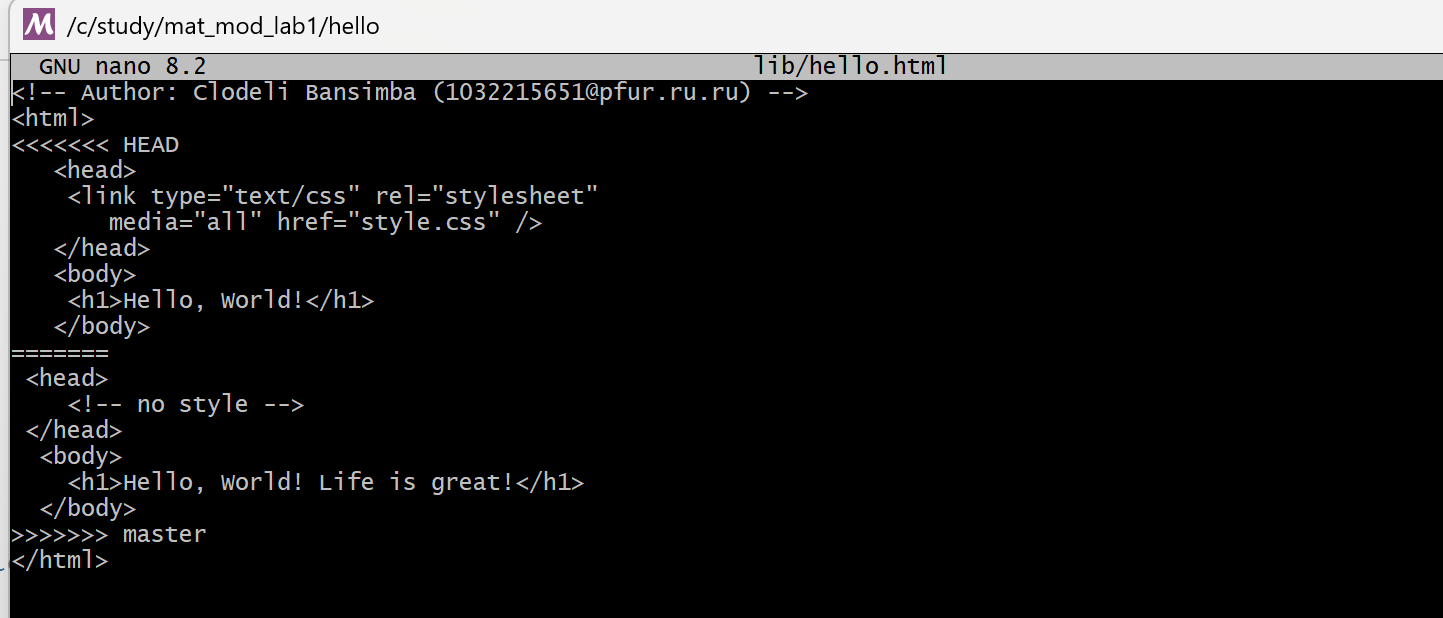 M /c/study/mat_mod_lab1/hello
GNU nano 8.2 lib/hello.html
<!-- Author: Clodeli Bansimba (1032215651@pfur.ru.ru) -->
<html>
<<<<<<< HEAD
   <head>
    <link type="text/css" rel="stylesheet"
       media="all" href="style.css" />
   </head>
   <body>
    <h1>Hello, World!</h1>
   </body>
=======
 <head>
    <!-- no style -->
 </head>
  <body>
    <h1>Hello, World! Life is great!</h1>
  </body>
>>>>>>> master
</html>